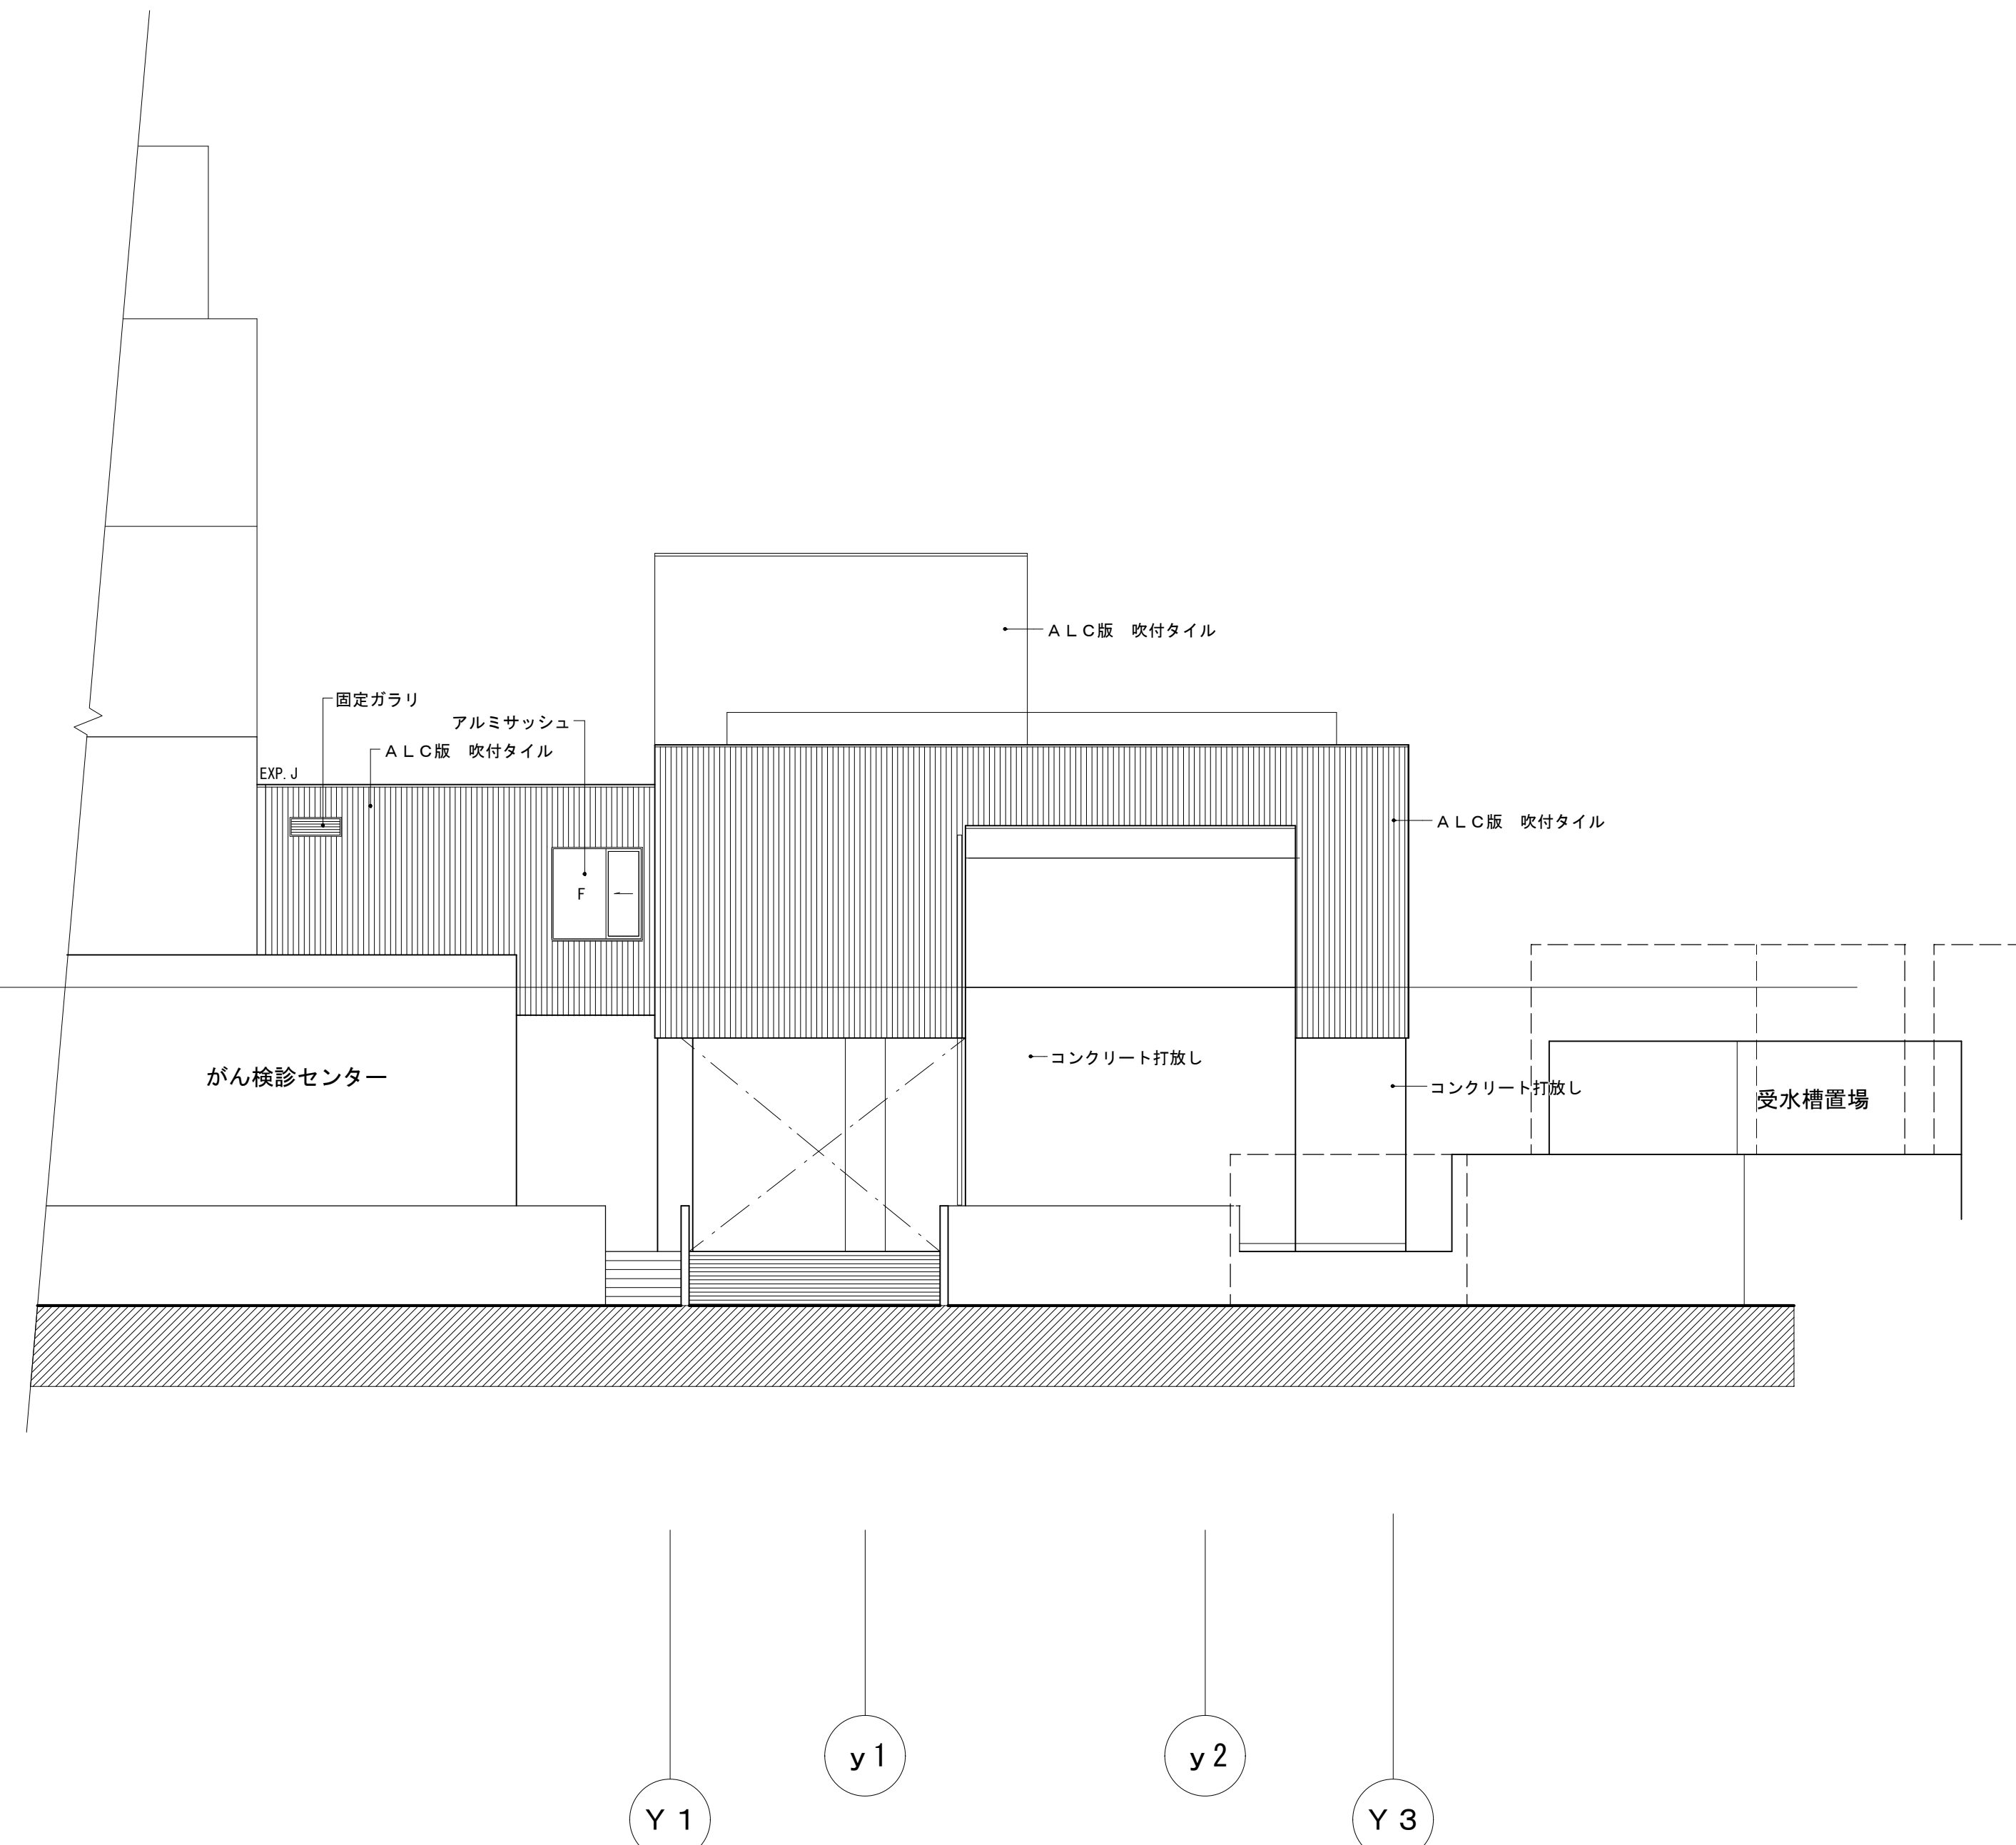 ＡＬＣ版　吹付タイル
固定ガラリ
アルミサッシュ
ＡＬＣ版　吹付タイル
EXP.J
ＡＬＣ版　吹付タイル
F
コンクリート打放し
がん検診センター
コンクリート打放し
受水槽置場
y1
y2
Y 1
Y 3